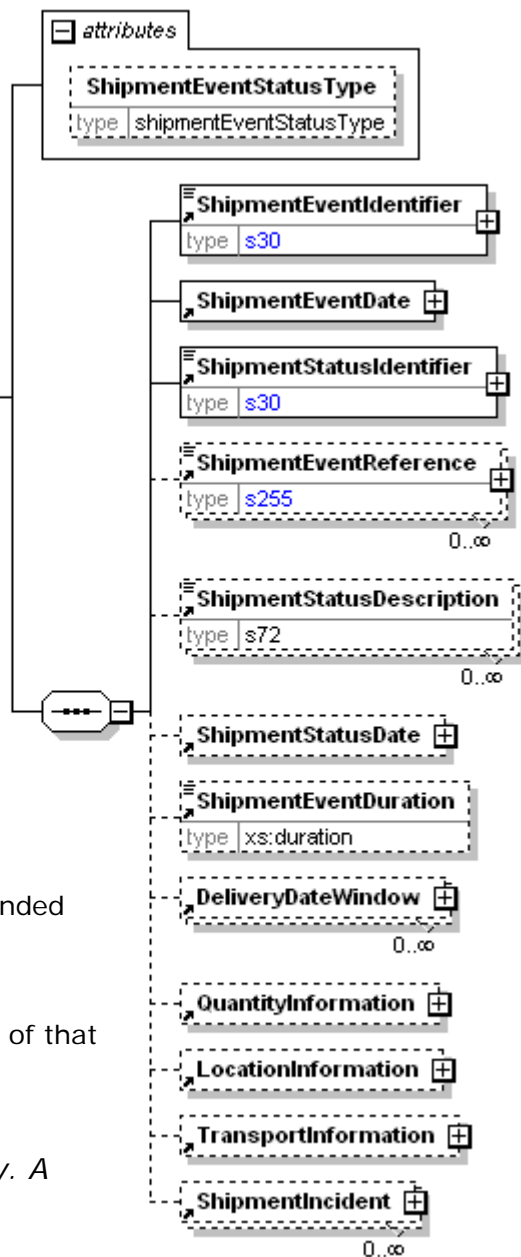 attributes
ShipmentEventStatusType
type shipmentEventStatusType
ShipmentEventIdentifier
type s30
ShipmentEventDate
ShipmentStatusIdentifier
type s30
ShipmentEventReference
type s255
0..∞
ShipmentStatusDescription
type s72
0..∞
ShipmentStatusDate
ShipmentEventDuration
type xs:duration
nded
DeliveryDateWindow
0..∞
QuantityInformation
of that
LocationInformation
TransportInformation
y. A
ShipmentIncident
0..∞